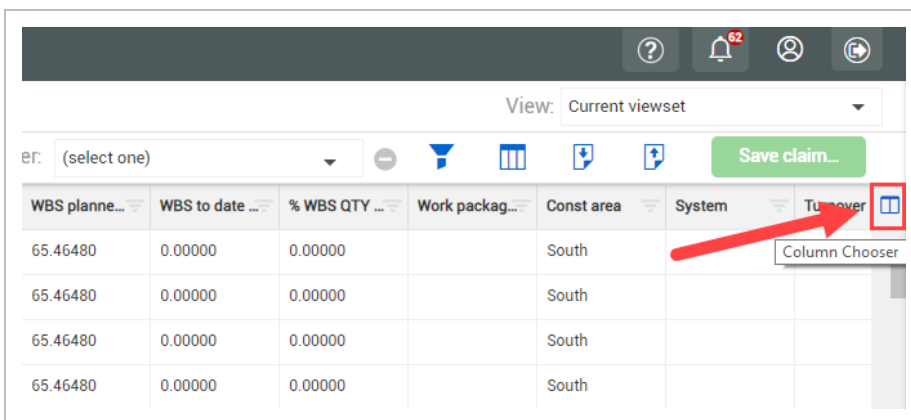 62
View: Current viewset
er: (select one) Save claim...
WBS planne... WBS to date ... % WBS QTY ... Work packag... Const area System Turnover
65.46480 0.00000 0.00000 South Column Chooser
65.46480 0.00000 0.00000 South
65.46480 0.00000 0.00000 South
65.46480 0.00000 0.00000 South